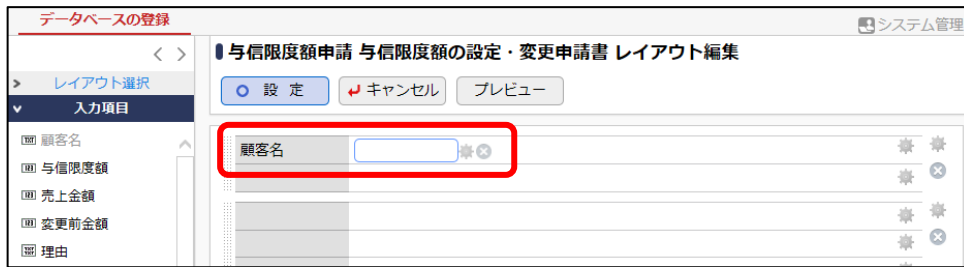 データベースの登録
システム管理
< >
与信限度額申請 与信限度額の設定・変更申請書 レイアウト編集
> レイアウト選択
設 定 キャンセル プレビュー
入力項目
顧客名
与信限度額
売上金額
変更前金額
理由
顧客名